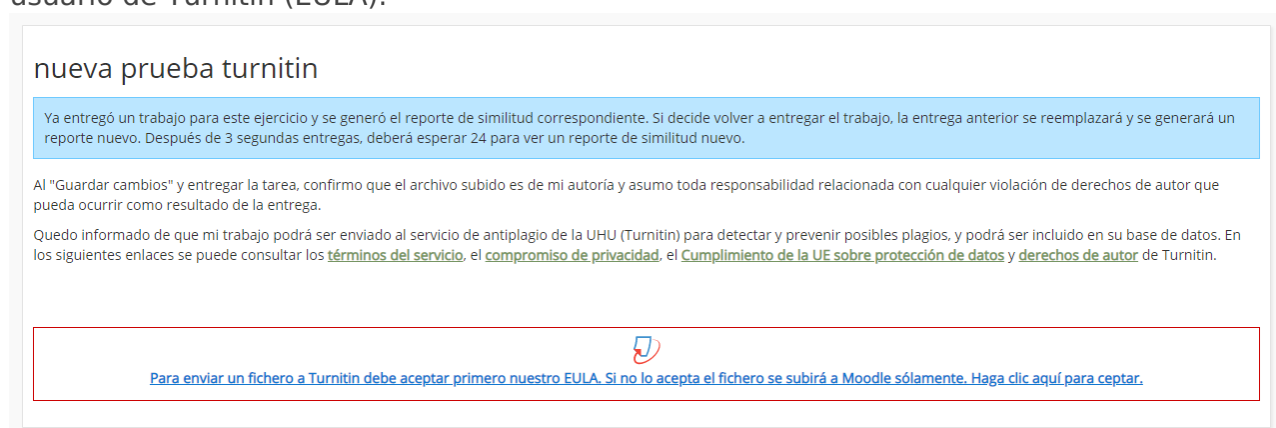 usuario de Turnitin (EULA).
nueva prueba turnitin
Ya entregó un trabajo para este ejercicio y se generó el reporte de similitud correspondiente. Si decide volver a entregar el trabajo, la entrega anterior se reemplazará y se generará un
reporte nuevo. Después de 3 segundas entregas, deberá esperar 24 para ver un reporte de similitud nuevo.
Al "Guardar cambios" y entregar la tarea, confirmo que el archivo subido es de mi autoría y asumo toda responsabilidad relacionada con cualquier violación de derechos de autor que
pueda ocurrir como resultado de la entrega.
Quedo informado de que mi trabajo podrá ser enviado al servicio de antiplagio de la UHU (Turnitin) para detectar y prevenir posibles plagios, y podrá ser incluido en su base de datos. En
los siguientes enlaces se puede consultar los términos del servicio, el compromiso de privacidad, el Cumplimiento de la UE sobre protección de datos y derechos de autor de Turnitin.
Para enviar un fichero a Turnitin debe aceptar primero nuestro EULA. Si no lo acepta el fichero se subirá a Moodle sólamente. Haga clic aquí para ceptar.